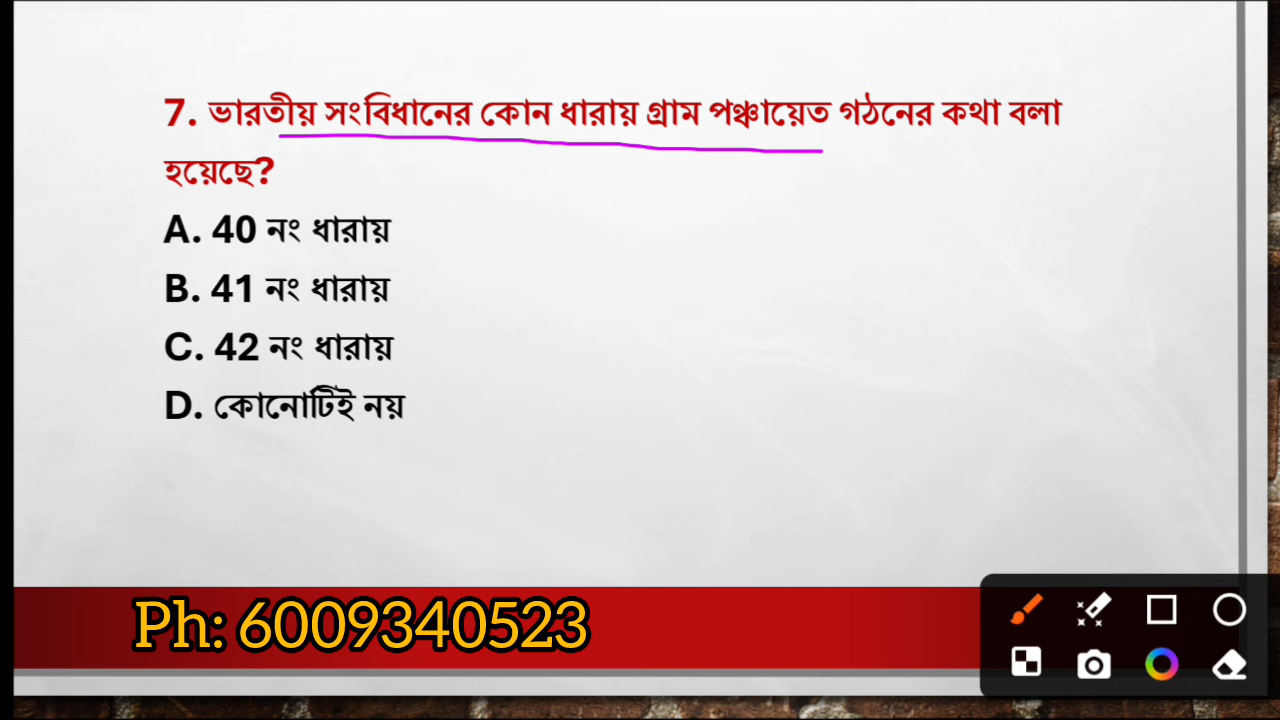 7. ভারতীয় সংবিধানের কোন ধারায় গ্রাম পঞ্চায়েত গঠনের কথা বলা
হয়েছে?
A. 40 নং ধারায়
B. 41 নং ধারায়
C. 42 নং ধারায়
D. কোনোটিই নয়
Ph: 6009340523